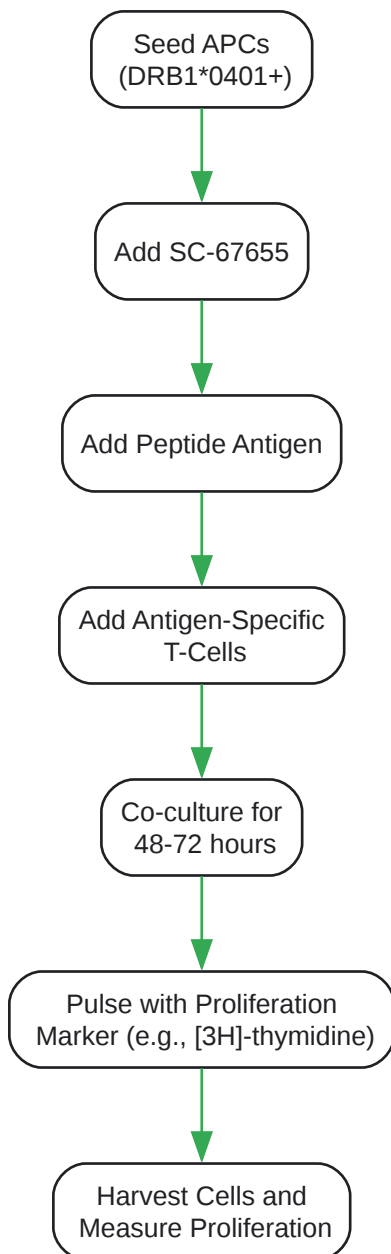 Seed APCs
(DRB1*0401+)
Add SC-67655
Add Peptide Antigen
Add Antigen-Specific
T-Cells
Co-culture for
48-72 hours
Pulse with Proliferation
Marker (e.g., [3H]-thymidine)
Harvest Cells and
Measure Proliferation